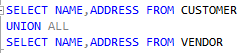 SELECT NAME,ADDRESS FROM CUSTOMER
UNION ALL
SELECT NAME,ADDRESS FROM VENDOR